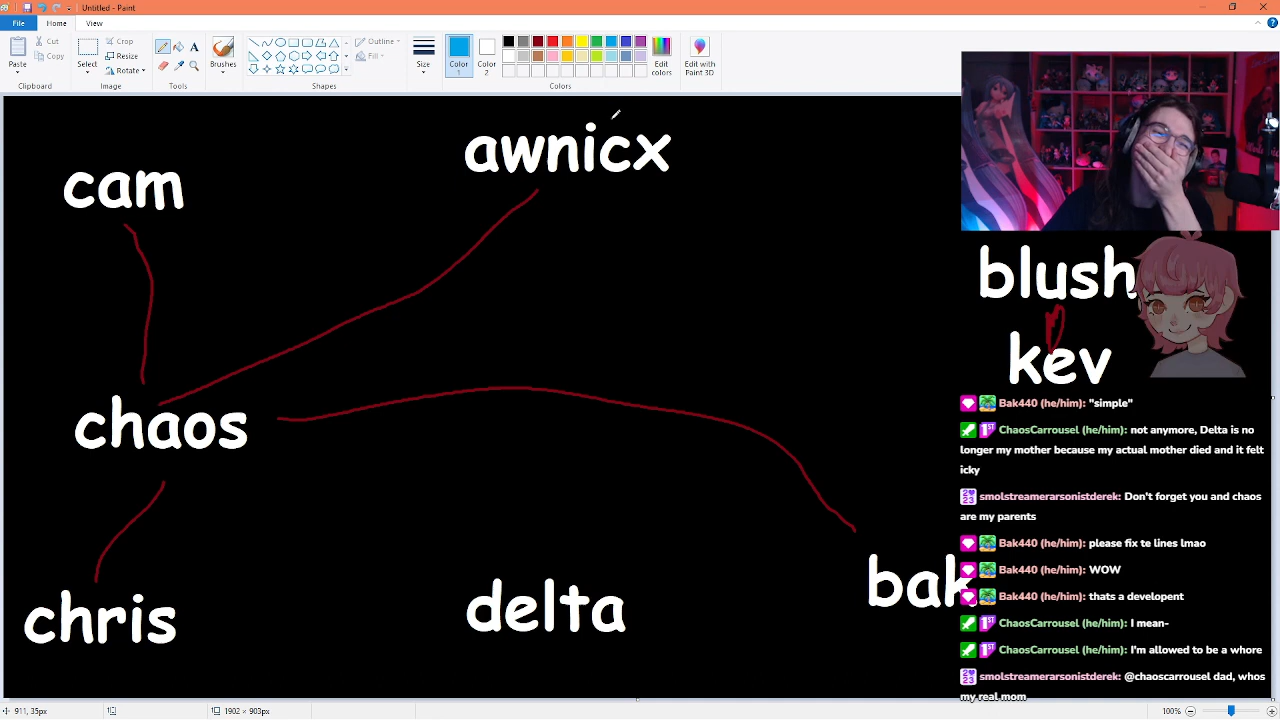 Untitled - Paint
File Home View
Paste
Cut
Copy
Clipboard
Select
Crop
Resize
Rotate
Image
A
Tools
Brushes
Outline
Fill
Shapes
Size
Color
1
Color
2
Edit
colors
Colors
Edit with
Paint 3D
cam
awnicx
blush
kev
chaos
chris
delta
bak
Bak440 (he/him): "simple"
ChaosCarrousel (he/him): not anymore, Delta is no
longer my mother because my actual mother died and it felt
icky
smolstreamerarsonistderek: Don't forget you and chaos
are my parents
Bak440 (he/him): please fix te lines lmao
Bak440 (he/him): WOW
Bak440 (he/him): thats a developent
ChaosCarrousel (he/him): I mean-
ChaosCarrousel (he/him): I'm allowed to be a whore
smolstreamerarsonistderek: @chaoscarrousel dad, whos
my real mom
911, 35px
1902 × 903px
100%